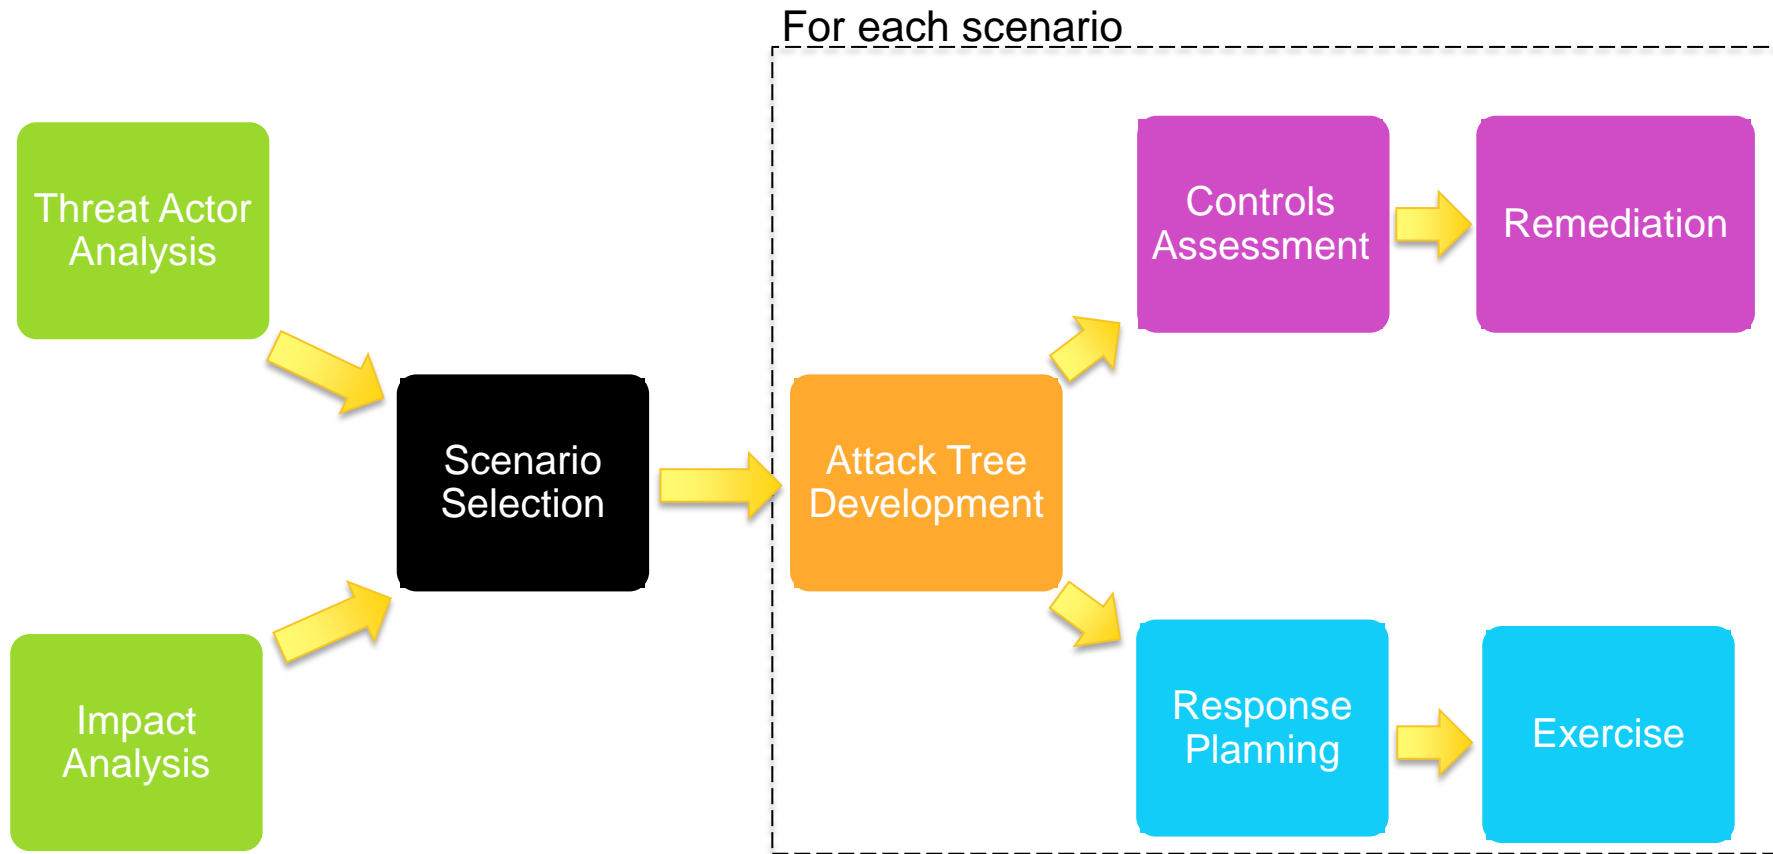 For each scenario
Threat Actor
Analysis
Controls
Assessment
Remediation
Scenario
Selection
Attack Tree
Development
Impact
Analysis
Response
Planning
Exercise